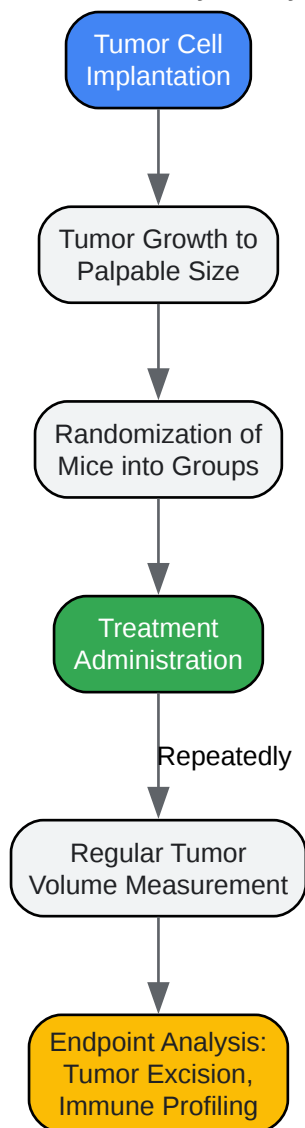 Tumor Cell
Implantation
Tumor Growth to
Palpable Size
Randomization of
Mice into Groups
Treatment
Administration
Repeatedly
Regular Tumor
Volume Measurement
Endpoint Analysis:
Tumor Excision,
Immune Profiling